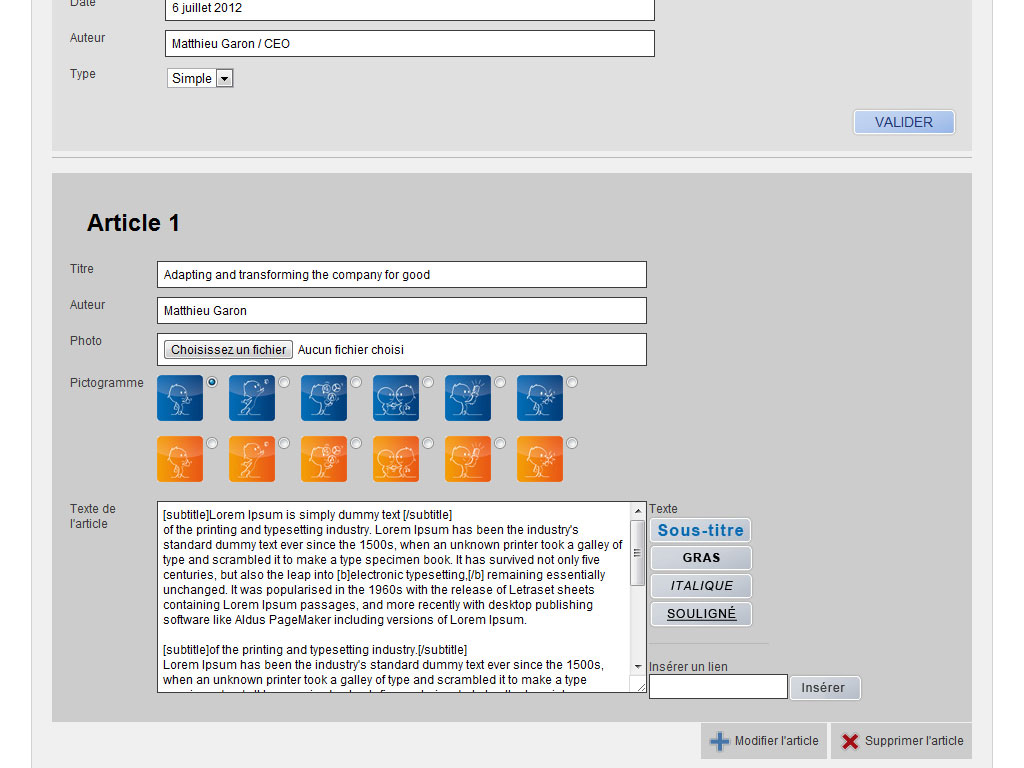 Date
6 juillet 2012
Auteur
Matthieu Garon / CEO
Type
Simple
VALIDER
Article 1
Titre
Adapting and transforming the company for good
Auteur
Matthieu Garon
Photo
Choisissez un fichier Aucun fichier choisi
Pictogramme
Texte de
l'article
[subtitle]Lorem Ipsum is simply dummy text [/subtitle]
of the printing and typesetting industry. Lorem Ipsum has been the industry's
standard dummy text ever since the 1500s, when an unknown printer took a galley of
type and scrambled it to make a type specimen book. It has survived not only five
centuries, but also the leap into [b]electronic typesetting,[/b] remaining essentially
unchanged. It was popularised in the 1960s with the release of Letraset sheets
containing Lorem Ipsum passages, and more recently with desktop publishing
software like Aldus PageMaker including versions of Lorem Ipsum.
[subtitle]of the printing and typesetting industry.[/subtitle]
Lorem Ipsum has been the industry's standard dummy text ever since the 1500s,
when an unknown printer took a galley of type and scrambled it to make a type
Texte
Sous-titre
GRAS
ITALIQUE
SOULIGNÉ
Insérer un lien
Insérer
Modifier l'article
Supprimer l'article